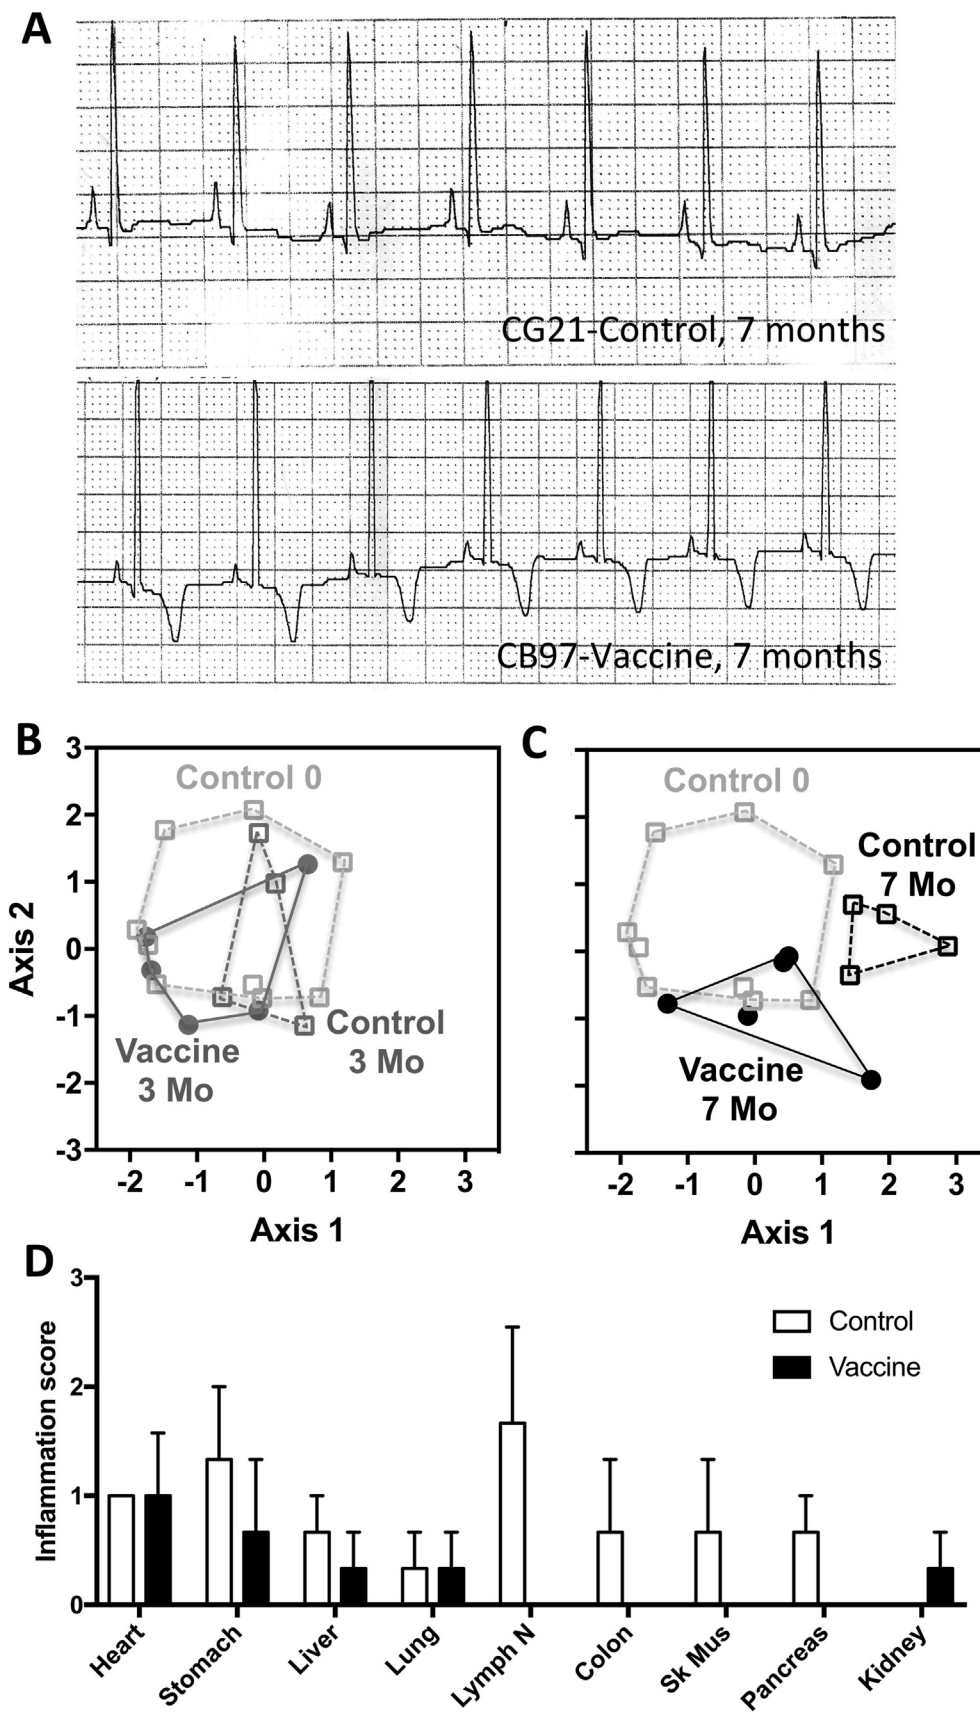 A
CG21-Control, 7 months
CB97-Vaccine, 7 months
B
3
2
1
0
-1
-2
-3
Axis 2
Control 0
Vaccine
3 Mo
Control
3 Mo
-2 -1 0 1 2 3
Axis 1
C
Control 0
Control
7 Mo
Vaccine
7 Mo
-2 -1 0 1 2 3
Axis 1
D
3
2
1
0
Inflammation score
Control
Vaccine
Heart
Stomach
Liver
Lung
Lymph N
Colon
Sk Mus
Pancreas
Kidney